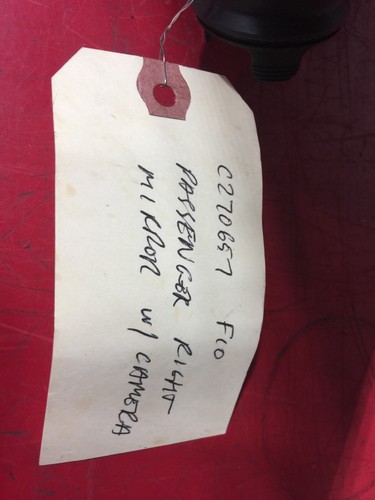 C270657 F10
PASSENGER RIGHT
MIRROR W/ CAMERA